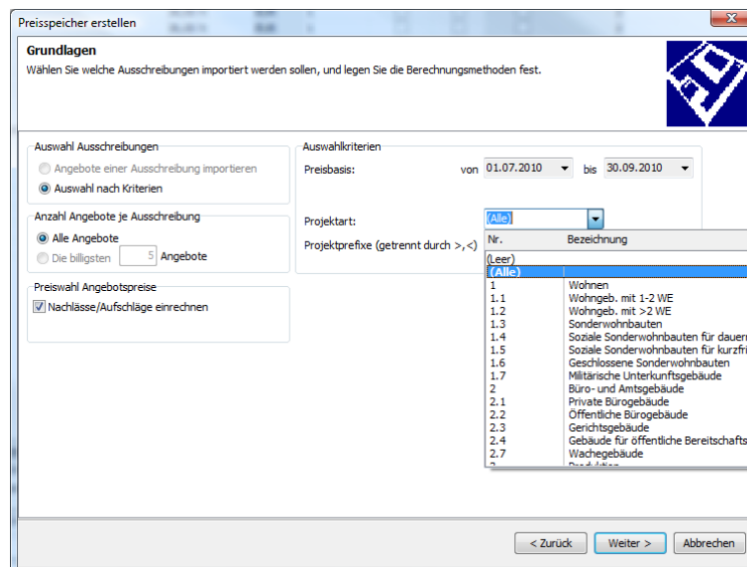 Preisspeicher erstellen
Grundlagen
Wählen Sie welche Ausschreibungen importiert werden sollen, und legen Sie die Berechnungsmethoden fest.
Auswahl Ausschreibungen
Angebote einer Ausschreibung importieren
Auswahl nach Kriterien
Anzahl Angebote je Ausschreibung
Alle Angebote
Die billigsten 5 Angebote
Preiswahl Angebotspreise
Nachlässe/Aufschläge einrechnen
Auswahlkriterien
Preisbasis: von 01.07.2010 bis 30.09.2010
Projektart: (Alle)
Projektprefixe (getrennt durch >,<)
Nr. Bezeichnung
(Leer)
(Alle)
1 Wohnen
1.1 Wohngeb. mit 1-2 WE
1.2 Wohngeb. mit >2 WE
1.3 Sonderwohnbauten
1.4 Soziale Sonderwohnbauten für dauern
1.5 Soziale Sonderwohnbauten für kurzfri
1.6 Geschlossene Sonderwohnbauten
1.7 Militärische Unterkunftsgebäude
2 Büro- und Amtsgebäude
2.1 Private Bürogebäude
2.2 Öffentliche Bürogebäude
2.3 Gerichtsgebäude
2.4 Gebäude für öffentliche Bereitschafts
2.7 Wachegebäude
< Zurück Weiter > Abbrechen